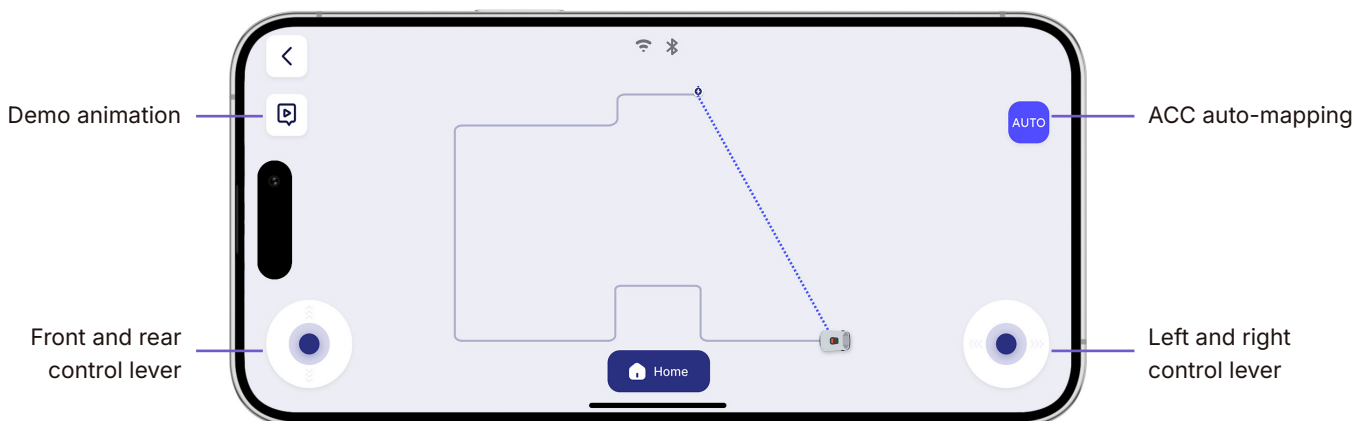 Demo animation
AUTO
ACC auto-mapping
Front and rear
control lever
Home
Left and right
control lever